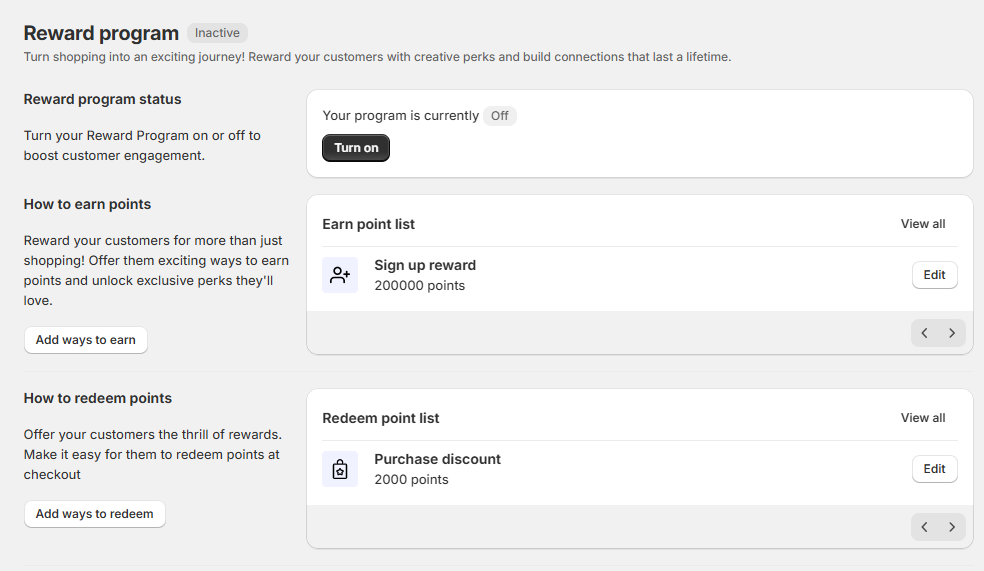 Reward program Inactive
Turn shopping into an exciting journey! Reward your customers with creative perks and build connections that last a lifetime.
Reward program status
Turn your Reward Program on or off to
boost customer engagement.
Your program is currently Off
Turn on
How to earn points
Reward your customers for more than just
shopping! Offer them exciting ways to earn
points and unlock exclusive perks they'll
love.
Add ways to earn
Earn point list View all
Sign up reward
200000 points
Edit
How to redeem points
Offer your customers the thrill of rewards.
Make it easy for them to redeem points at
checkout
Add ways to redeem
Redeem point list View all
Purchase discount
2000 points
Edit